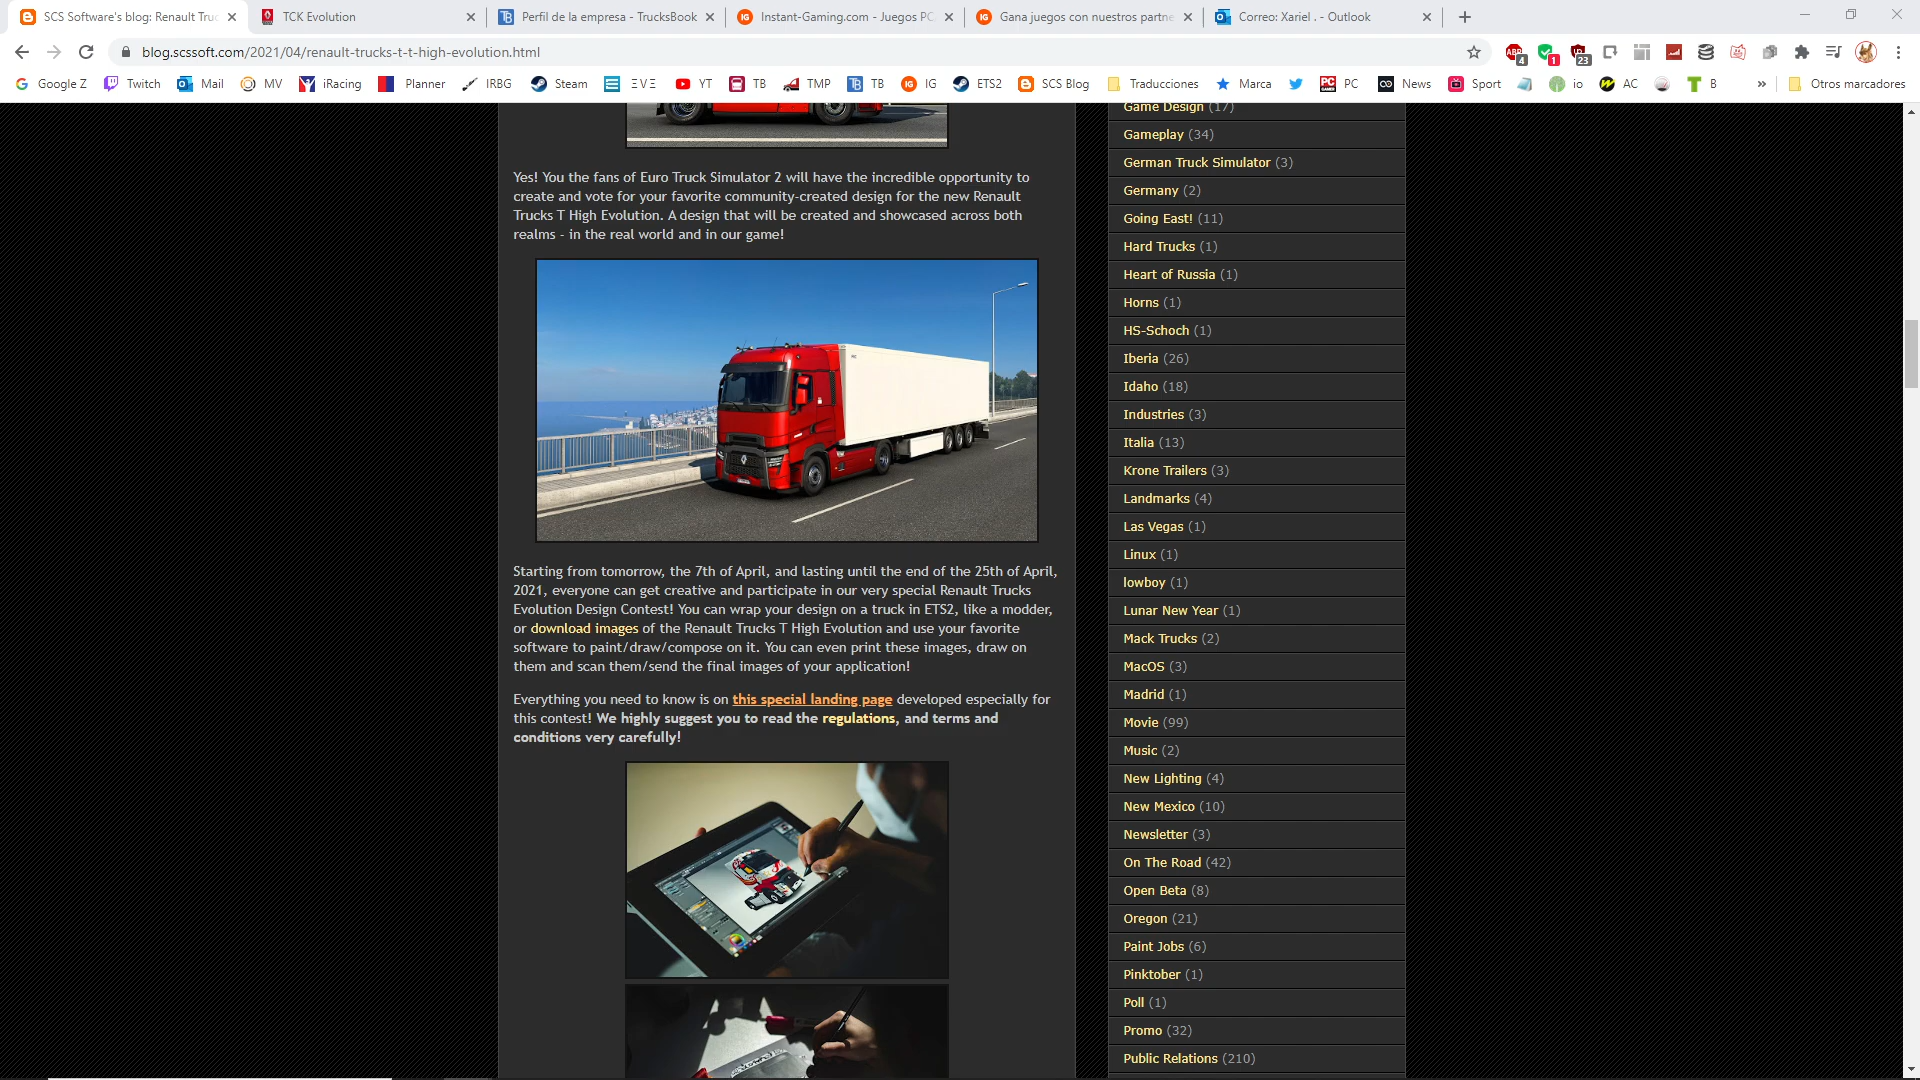 SCS Software's blog: Renault Truc
TCK Evolution
Perfil de la empresa - TrucksBook
Instant-Gaming.com - Juegos PC
Gana juegos con nuestros partne
Correo: Xariel . - Outlook
blog.scssoft.com/2021/04/renault-trucks-t-t-high-evolution.html
ABP 4 1 23
Google Z Twitch Mail MV iRacing Planner IRBG Steam EVE YT TB TMP TB IG ETS2 SCS Blog Traducciones Marca PC News Sport io AC B » Otros marcadores
Yes! You the fans of Euro Truck Simulator 2 will have the incredible opportunity to
create and vote for your favorite community-created design for the new Renault
Trucks T High Evolution. A design that will be created and showcased across both
realms - in the real world and in our game!
Starting from tomorrow, the 7th of April, and lasting until the end of the 25th of April,
2021, everyone can get creative and participate in our very special Renault Trucks
Evolution Design Contest! You can wrap your design on a truck in ETS2, like a modder,
or download images of the Renault Trucks T High Evolution and use your favorite
software to paint/draw/compose on it. You can even print these images, draw on
them and scan them/send the final images of your application!
Everything you need to know is on this special landing page developed especially for
this contest! We highly suggest you to read the regulations, and terms and
conditions very carefully!
Game Design (17)
Gameplay (34)
German Truck Simulator (3)
Germany (2)
Going East! (11)
Hard Trucks (1)
Heart of Russia (1)
Horns (1)
HS-Schoch (1)
Iberia (26)
Idaho (18)
Industries (3)
Italia (13)
Krone Trailers (3)
Landmarks (4)
Las Vegas (1)
Linux (1)
lowboy (1)
Lunar New Year (1)
Mack Trucks (2)
MacOS (3)
Madrid (1)
Movie (99)
Music (2)
New Lighting (4)
New Mexico (10)
Newsletter (3)
On The Road (42)
Open Beta (8)
Oregon (21)
Paint Jobs (6)
Pinktober (1)
Poll (1)
Promo (32)
Public Relations (210)